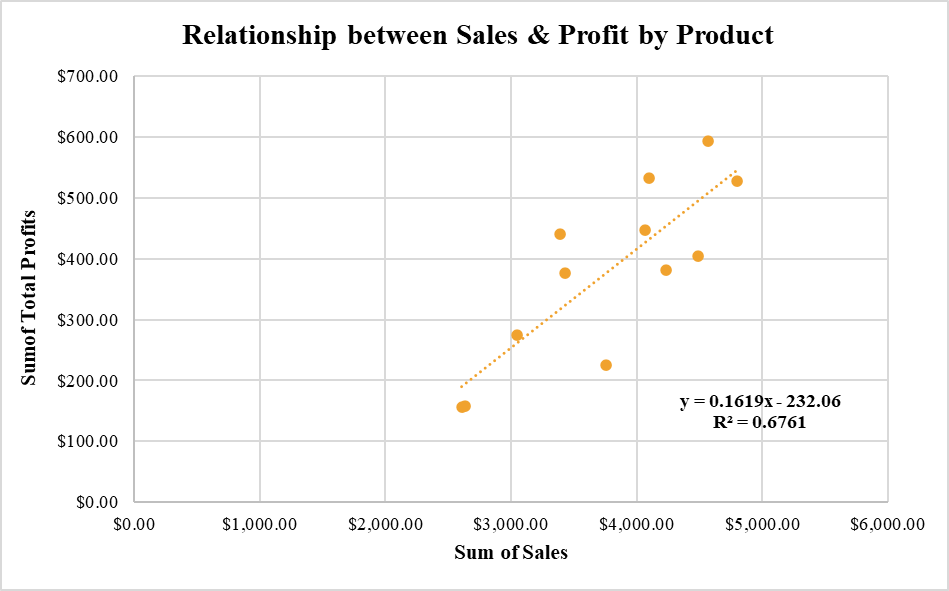 Relationship between Sales & Profit by Product
$700.00
$600.00
$500.00
$400.00
$300.00
$200.00
$100.00
$0.00
Sumof Total Profits
y = 0.1619x - 232.06
R² = 0.6761
$0.00 $1,000.00 $2,000.00 $3,000.00 $4,000.00 $5,000.00 $6,000.00
Sum of Sales